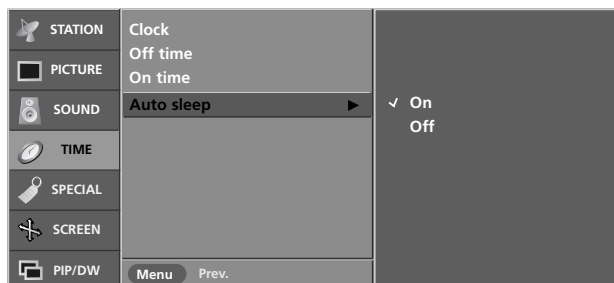 STATION
PICTURE
SOUND
TIME
SPECIAL
SCREEN
PIP/DW
Clock
Off time
On time
Auto sleep
On
Off
Menu Prev.